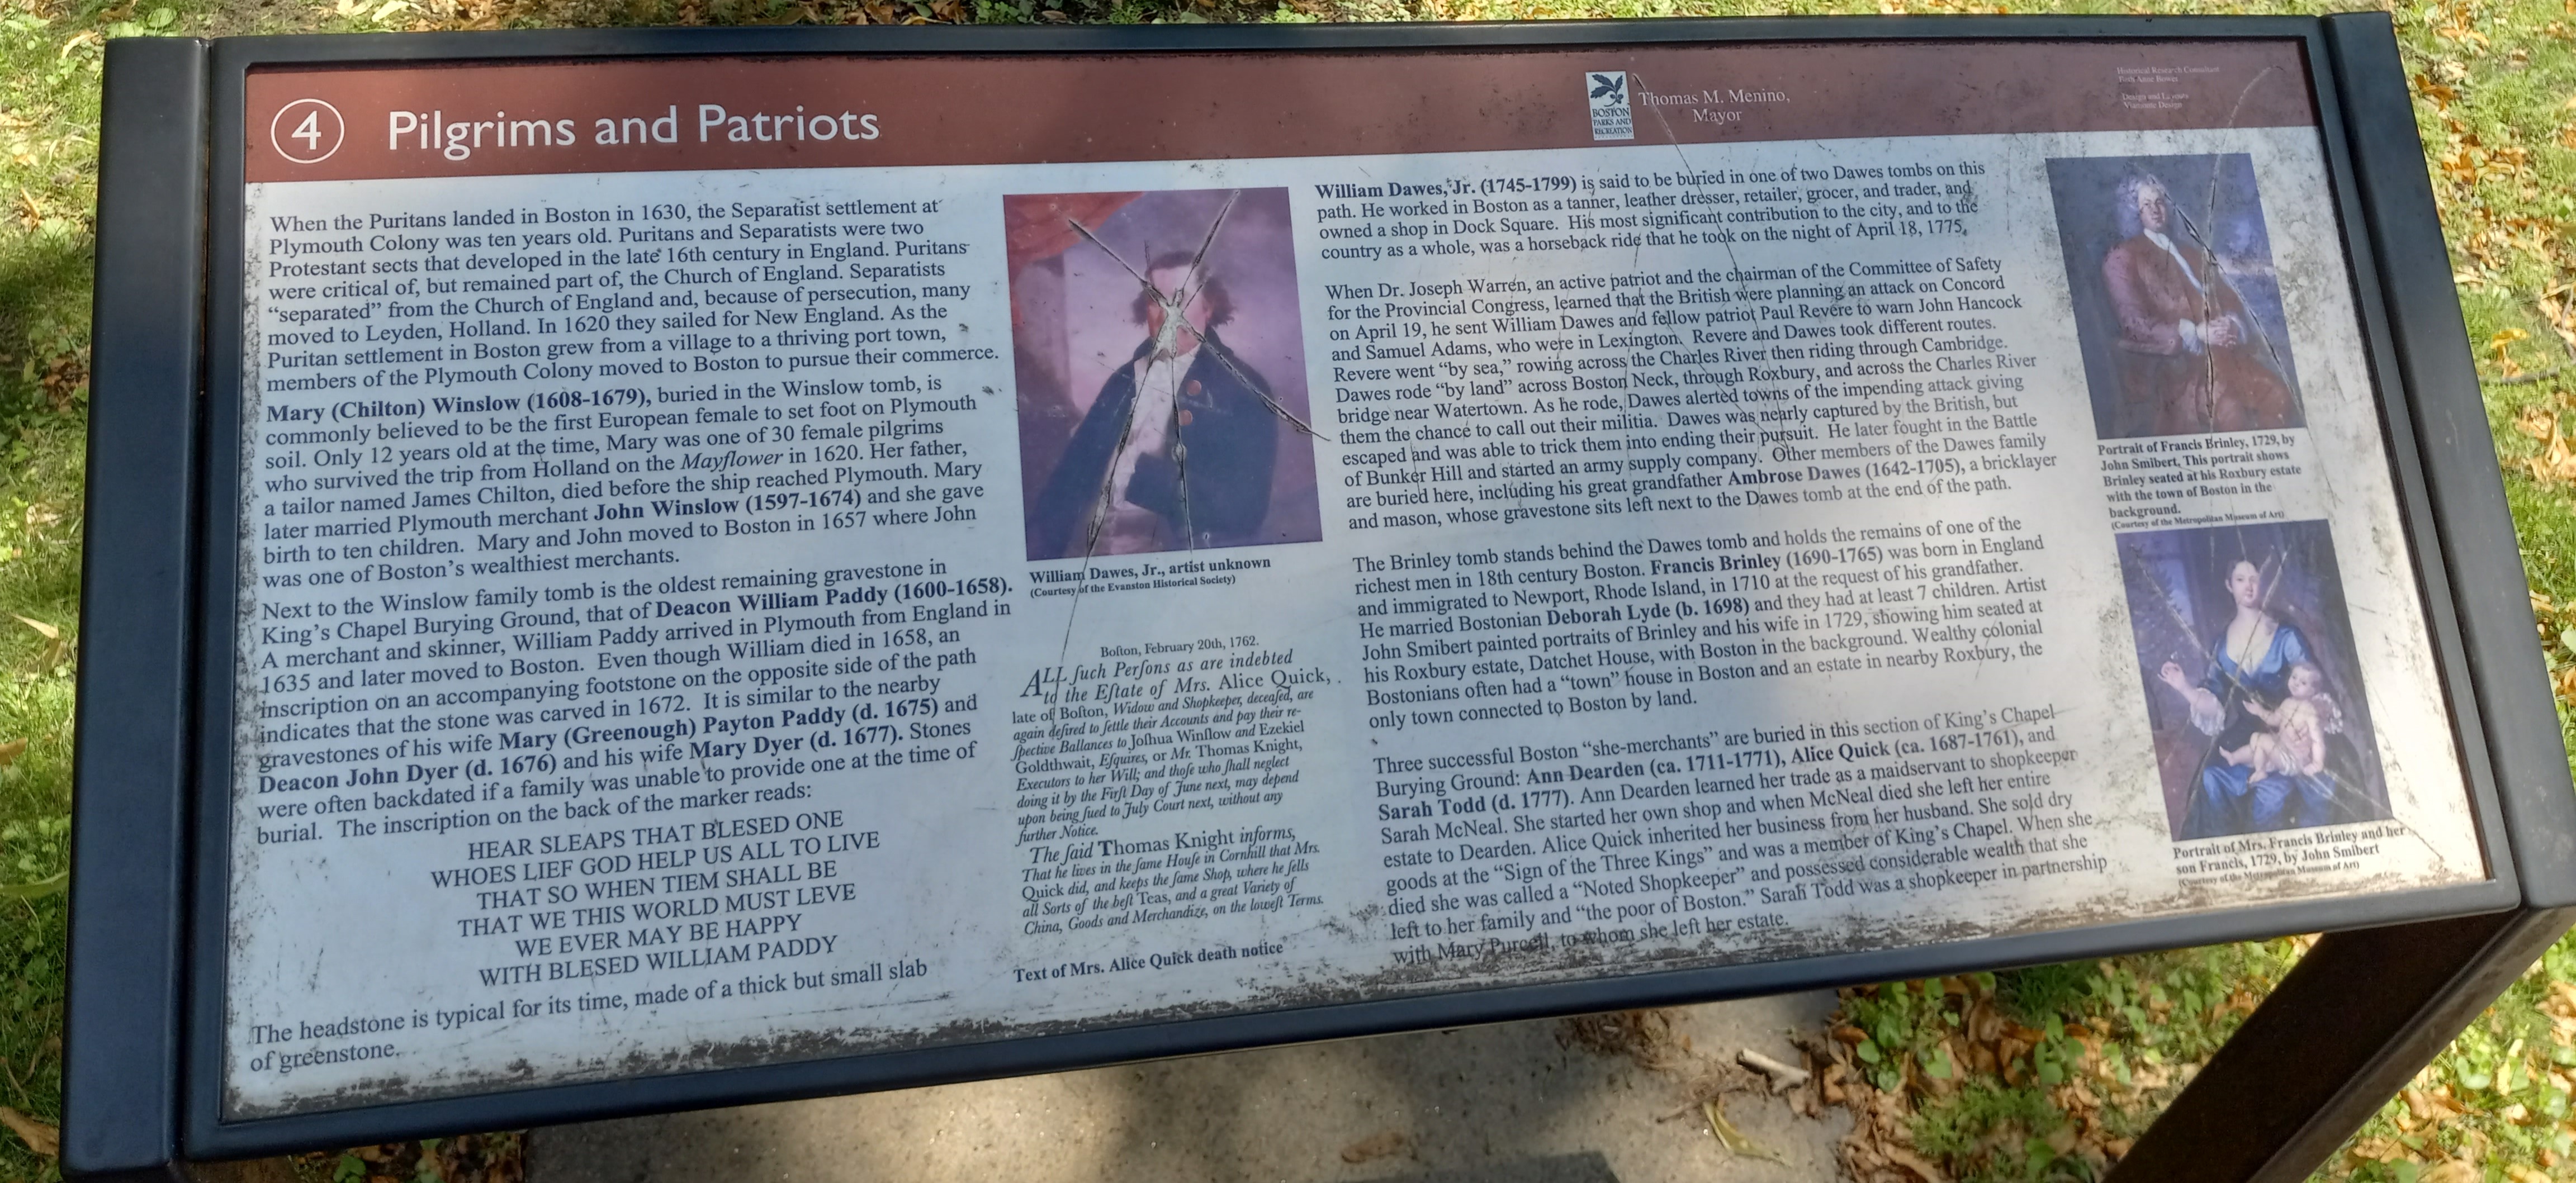 4 Pilgrims and Patriots
BOSTON
PARKS AND
RECREATION
Thomas M. Menino,
Mayor
Historical Research Consultant
Design and Layout
When the Puritans landed in Boston in 1630, the Separatist settlement at
Plymouth Colony was ten years old. Puritans and Separatists were two
Protestant sects that developed in the late 16th century in England. Puritans
were critical of, but remained part of, the Church of England. Separatists
“separated” from the Church of England and, because of persecution, many
moved to Leyden, Holland. In 1620 they sailed for New England. As the
Puritan settlement in Boston grew from a village to a thriving port town,
members of the Plymouth Colony moved to Boston to pursue their commerce.
Mary (Chilton) Winslow (1608-1679), buried in the Winslow tomb, is
commonly believed to be the first European female to set foot on Plymouth
soil. Only 12 years old at the time, Mary was one of 30 female pilgrims
who survived the trip from Holland on the Mayflower in 1620. Her father,
a tailor named James Chilton, died before the ship reached Plymouth. Mary
later married Plymouth merchant John Winslow (1597-1674) and she gave
birth to ten children. Mary and John moved to Boston in 1657 where John
was one of Boston’s wealthiest merchants.
Next to the Winslow family tomb is the oldest remaining gravestone in
King’s Chapel Burying Ground, that of Deacon William Paddy (1600-1658).
A merchant and skinner, William Paddy arrived in Plymouth from England in
1635 and later moved to Boston. Even though William died in 1658, an
inscription on an accompanying footstone on the opposite side of the path
indicates that the stone was carved in 1672. It is similar to the nearby
gravestones of his wife Mary (Greenough) Payton Paddy (d. 1675) and
Deacon John Dyer (d. 1676) and his wife Mary Dyer (d. 1677). Stones
were often backdated if a family was unable to provide one at the time of
burial. The inscription on the back of the marker reads:
HEAR SLEAPS THAT BLESED ONE
WHOES LIEF GOD HELP US ALL TO LIVE
THAT SO WHEN TIEM SHALL BE
THAT WE THIS WORLD MUST LEVE
WE EVER MAY BE HAPPY
WITH BLESED WILLIAM PADDY
The headstone is typical for its time, made of a thick but small slab
of greenstone.
William Dawes, Jr., artist unknown
(Courtesy of the Evanston Historical Society)
Boſton, February 20th, 1762.
ALL ſuch Perſons as are indebted
to the Eſtate of Mrs. Alice Quick,
late of Boſton, Widow and Shopkeeper, deceaſed, are
again deſired to ſettle their Accounts and pay their re-
ſpective Ballances to Joſhua Winſlow and Ezekiel
Goldthwait, Eſquires, or Mr. Thomas Knight,
Executors to her Will; and thoſe who ſhall neglect
doing it by the Firſt Day of June next, may depend
upon being ſued to July Court next, without any
further Notice.
The ſaid Thomas Knight informs,
That he lives in the ſame Houſe in Cornhill that Mrs.
Quick did, and keeps the ſame Shop, where he ſells
all Sorts of the beſt Teas, and a great Variety of
China, Goods and Merchandize, on the loweſt Terms.
Text of Mrs. Alice Quick death notice
William Dawes, Jr. (1745-1799) is said to be buried in one of two Dawes tombs on this
path. He worked in Boston as a tanner, leather dresser, retailer, grocer, and trader, and
owned a shop in Dock Square. His most significant contribution to the city, and to the
country as a whole, was a horseback ride that he took on the night of April 18, 1775.
When Dr. Joseph Warren, an active patriot and the chairman of the Committee of Safety
for the Provincial Congress, learned that the British were planning an attack on Concord
on April 19, he sent William Dawes and fellow patriot Paul Revere to warn John Hancock
and Samuel Adams, who were in Lexington. Revere and Dawes took different routes.
Revere went “by sea,” rowing across the Charles River then riding through Cambridge.
Dawes rode “by land” across Boston Neck, through Roxbury, and across the Charles River
bridge near Watertown. As he rode, Dawes alerted towns of the impending attack giving
them the chance to call out their militia. Dawes was nearly captured by the British, but
escaped and was able to trick them into ending their pursuit. He later fought in the Battle
of Bunker Hill and started an army supply company. Other members of the Dawes family
are buried here, including his great grandfather Ambrose Dawes (1642-1705), a bricklayer
and mason, whose gravestone sits left next to the Dawes tomb at the end of the path.
The Brinley tomb stands behind the Dawes tomb and holds the remains of one of the
richest men in 18th century Boston. Francis Brinley (1690-1765) was born in England
and immigrated to Newport, Rhode Island, in 1710 at the request of his grandfather.
He married Bostonian Deborah Lyde (b. 1698) and they had at least 7 children. Artist
John Smibert painted portraits of Brinley and his wife in 1729, showing him seated at
his Roxbury estate, Datchet House, with Boston in the background. Wealthy colonial
Bostonians often had a “town” house in Boston and an estate in nearby Roxbury, the
only town connected to Boston by land.
Three successful Boston “she-merchants” are buried in this section of King’s Chapel
Burying Ground: Ann Dearden (ca. 1711-1771), Alice Quick (ca. 1687-1761), and
Sarah Todd (d. 1777). Ann Dearden learned her trade as a maidservant to shopkeeper
Sarah McNeal. She started her own shop and when McNeal died she left her entire
estate to Dearden. Alice Quick inherited her business from her husband. She sold dry
goods at the “Sign of the Three Kings” and was a member of King’s Chapel. When she
died she was called a “Noted Shopkeeper” and possessed considerable wealth that she
left to her family and “the poor of Boston.” Sarah Todd was a shopkeeper in partnership
with Mary Purcell, to whom she left her estate.
Portrait of Francis Brinley, 1729, by
John Smibert, This portrait shows
Brinley seated at his Roxbury estate
with the town of Boston in the
background.
(Courtesy of the Metropolitan Museum of Art)
Portrait of Mrs. Francis Brinley and her
son Francis, 1729, by John Smibert
(Courtesy of the Metropolitan Museum of Art)